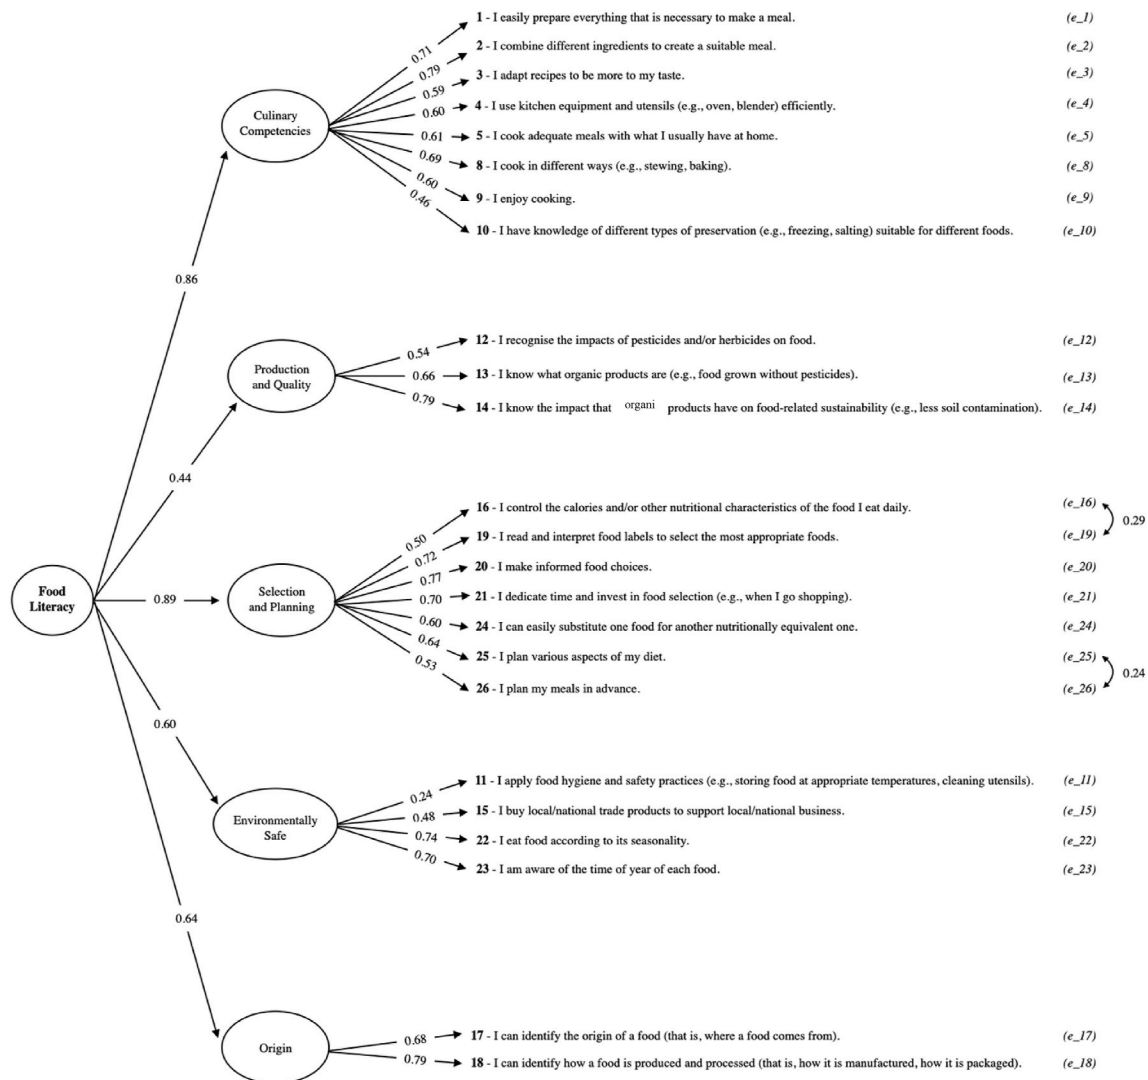 1 - I easily prepare everything that is necessary to make a meal. (e_1)
0.71
2 - I combine different ingredients to create a suitable meal. (e_2)
0.79
3 - I adapt recipes to be more to my taste. (e_3)
0.59
4 - I use kitchen equipment and utensils (e.g., oven, blender) efficiently. (e_4)
0.60
Culinary
Competencies
5 - I cook adequate meals with what I usually have at home. (e_5)
0.61
8 - I cook in different ways (e.g., stewing, baking). (e_8)
0.69
9 - I enjoy cooking. (e_9)
0.60
10 - I have knowledge of different types of preservation (e.g., freezing, salting) suitable for different foods. (e_10)
0.46
0.86
12 - I recognise the impacts of pesticides and/or herbicides on food. (e_12)
0.54
Production
and Quality
13 - I know what organic products are (e.g., food grown without pesticides). (e_13)
0.66
14 - I know the impact that organi products have on food-related sustainability (e.g., less soil contamination). (e_14)
0.79
0.44
16 - I control the calories and/or other nutritional characteristics of the food I eat daily. (e_16)
0.50
0.29
19 - I read and interpret food labels to select the most appropriate foods. (e_19)
0.72
20 - I make informed food choices. (e_20)
0.77
Food
Literacy
0.89
Selection
and Planning
21 - I dedicate time and invest in food selection (e.g., when I go shopping). (e_21)
0.70
24 - I can easily substitute one food for another nutritionally equivalent one. (e_24)
0.60
25 - I plan various aspects of my diet. (e_25)
0.64
0.24
26 - I plan my meals in advance. (e_26)
0.53
0.60
11 - I apply food hygiene and safety practices (e.g., storing food at appropriate temperatures, cleaning utensils). (e_11)
0.24
15 - I buy local/national trade products to support local/national business. (e_15)
0.48
Environmentally
Safe
22 - I eat food according to its seasonality. (e_22)
0.74
23 - I am aware of the time of year of each food. (e_23)
0.70
0.64
17 - I can identify the origin of a food (that is, where a food comes from). (e_17)
0.68
Origin
18 - I can identify how a food is produced and processed (that is, how it is manufactured, how it is packaged). (e_18)
0.79